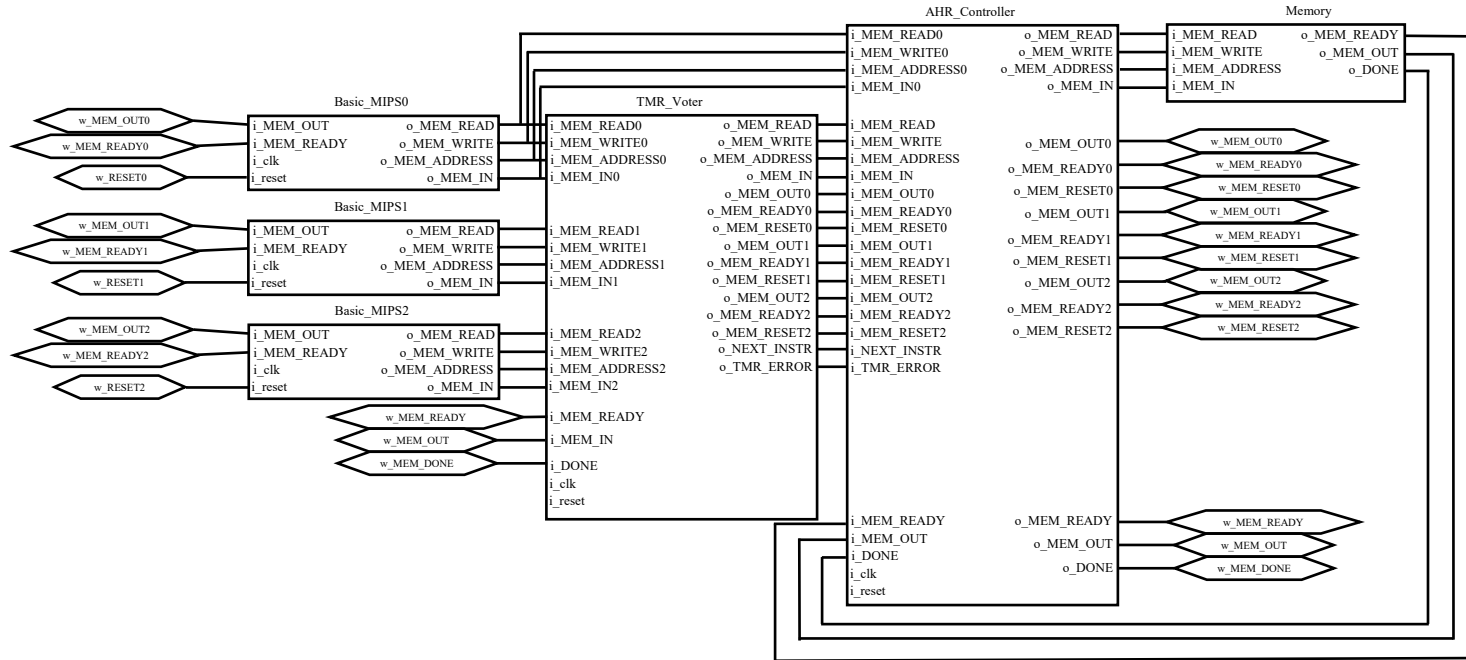 AHR_Controller
Memory
i_MEM_READ0
o_MEM_READ
i_MEM_WRITE0
o_MEM_WRITE
i_MEM_ADDRESS0
o_MEM_ADDRESS
i_MEM_IN0
o_MEM_IN
i_MEM_READ
o_MEM_READY
i_MEM_WRITE
o_MEM_OUT
i_MEM_ADDRESS
o_DONE
i_MEM_IN
Basic_MIPS0
w_MEM_OUT0
w_MEM_READY0
w_RESET0
i_MEM_OUT
o_MEM_READ
i_MEM_READY
o_MEM_WRITE
i_clk
o_MEM_ADDRESS
i_reset
o_MEM_IN
Basic_MIPS1
w_MEM_OUT1
w_MEM_READY1
w_RESET1
i_MEM_OUT
o_MEM_READ
i_MEM_READY
o_MEM_WRITE
i_clk
o_MEM_ADDRESS
i_reset
o_MEM_IN
Basic_MIPS2
w_MEM_OUT2
w_MEM_READY2
w_RESET2
i_MEM_OUT
o_MEM_READ
i_MEM_READY
o_MEM_WRITE
i_clk
o_MEM_ADDRESS
i_reset
o_MEM_IN
w_MEM_READY
w_MEM_OUT
w_MEM_DONE
TMR_Voter
i_MEM_READ0
i_MEM_WRITE0
i_MEM_ADDRESS0
i_MEM_IN0
i_MEM_READ1
i_MEM_WRITE1
i_MEM_ADDRESS1
i_MEM_IN1
i_MEM_READ2
i_MEM_WRITE2
i_MEM_ADDRESS2
i_MEM_IN2
i_MEM_READY
i_MEM_IN
i_DONE
i_clk
i_reset
o_MEM_READ
o_MEM_WRITE
o_MEM_ADDRESS
o_MEM_IN
o_MEM_OUT0
o_MEM_READY0
o_MEM_RESET0
o_MEM_OUT1
o_MEM_READY1
o_MEM_RESET1
o_MEM_OUT2
o_MEM_READY2
o_MEM_RESET2
o_NEXT_INSTR
o_TMR_ERROR
i_MEM_READ
i_MEM_WRITE
i_MEM_ADDRESS
i_MEM_IN
i_MEM_OUT0
i_MEM_READY0
i_MEM_RESET0
i_MEM_OUT1
i_MEM_READY1
i_MEM_RESET1
i_MEM_OUT2
i_MEM_READY2
i_MEM_RESET2
i_NEXT_INSTR
i_TMR_ERROR
i_MEM_READY
i_MEM_OUT
i_DONE
i_clk
i_reset
o_MEM_OUT0
o_MEM_READY0
o_MEM_RESET0
o_MEM_OUT1
o_MEM_READY1
o_MEM_RESET1
o_MEM_OUT2
o_MEM_READY2
o_MEM_RESET2
o_MEM_READY
o_MEM_OUT
o_DONE
w_MEM_OUT0
w_MEM_READY0
w_MEM_RESET0
w_MEM_OUT1
w_MEM_READY1
w_MEM_RESET1
w_MEM_OUT2
w_MEM_READY2
w_MEM_RESET2
w_MEM_READY
w_MEM_OUT
w_MEM_DONE